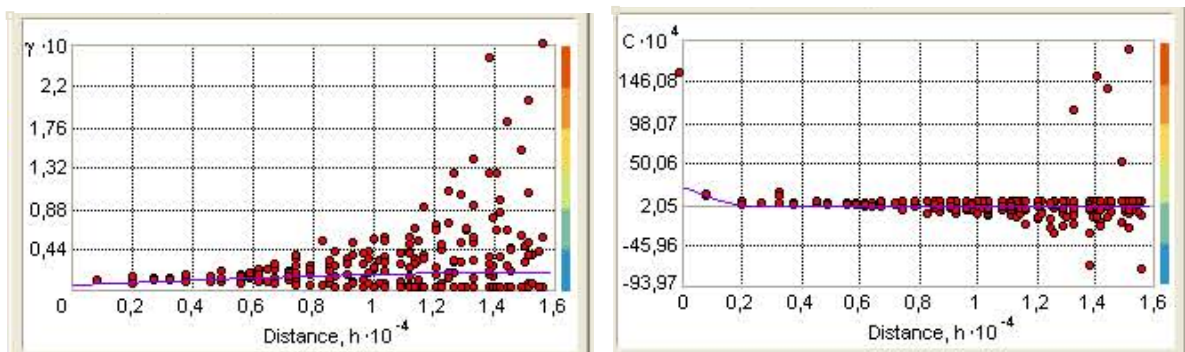 γ ·10
2,2
1,76
1,32
0,88
0,44
0 0,2 0,4 0,6 0,8 1 1,2 1,4 1,6
Distance, h ·10 -4
C ·10 4
146,08
98,07
50,06
2,05
-45,96
-93,97
0 0,2 0,4 0,6 0,8 1 1,2 1,4 1,6
Distance, h ·10 -4